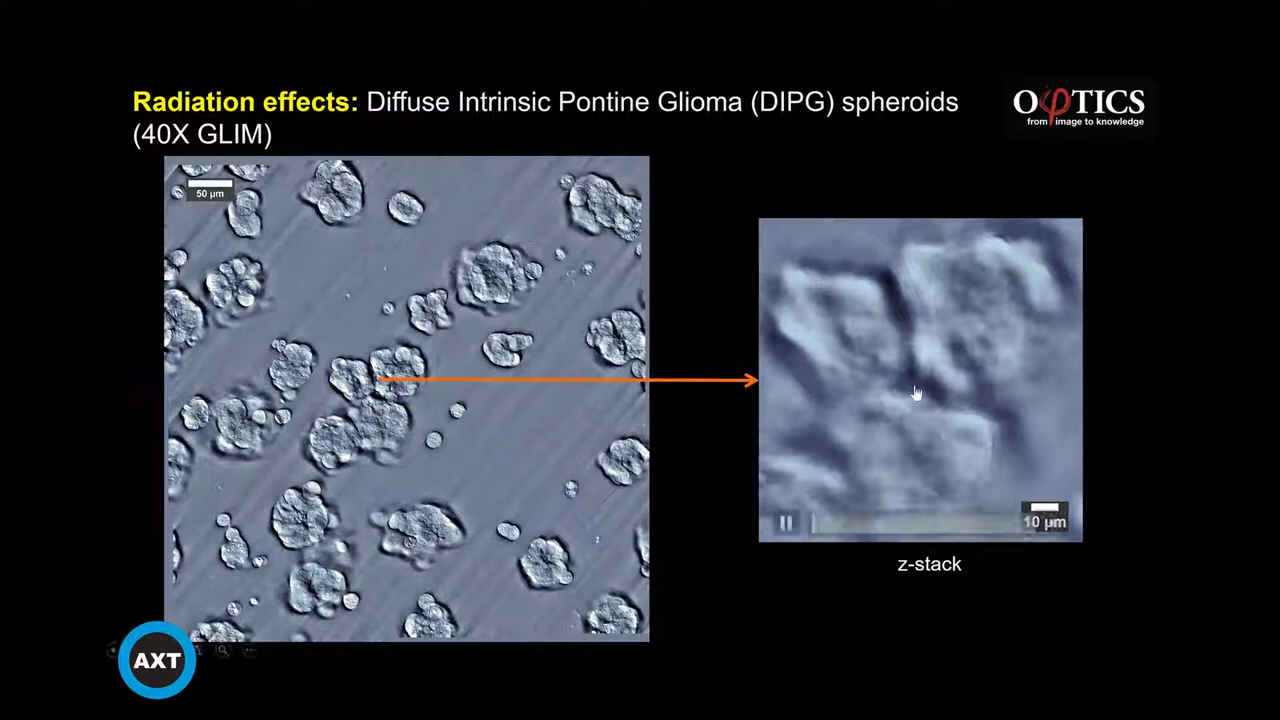 Radiation effects: Diffuse Intrinsic Pontine Glioma (DIPG) spheroids
(40X GLIM)
OφTICS
from image to knowledge
50 µm
10 µm
z-stack
AXT